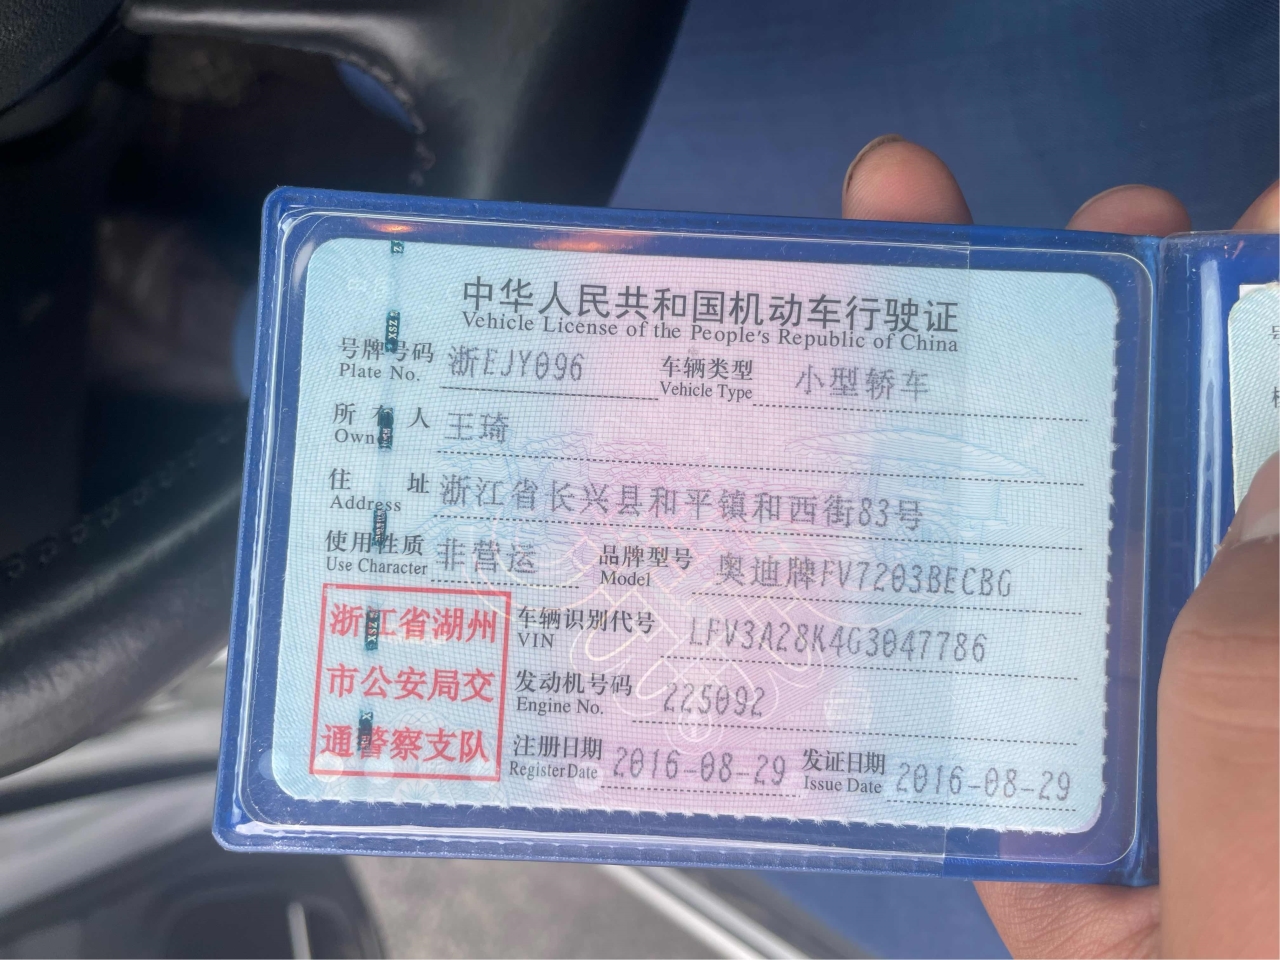 中华人民共和国机动车行驶证
Vehicle License of the People's Republic of China
号牌号码 浙EJY096 车辆类型 小型轿车
Plate No. Vehicle Type
所有人 王琦
Owner
住址 浙江省长兴县和平镇和西街83号
Address
使用性质 非营运 品牌型号 奥迪牌FV7203BECBG
Use Character Model
浙江省湖州
市公安局交
通警察支队
车辆识别代号 LFV3A28K4G3047786
VIN
发动机号码 225092
Engine No.
注册日期 2016-08-29 发证日期 2016-08-29
Register Date Issue Date